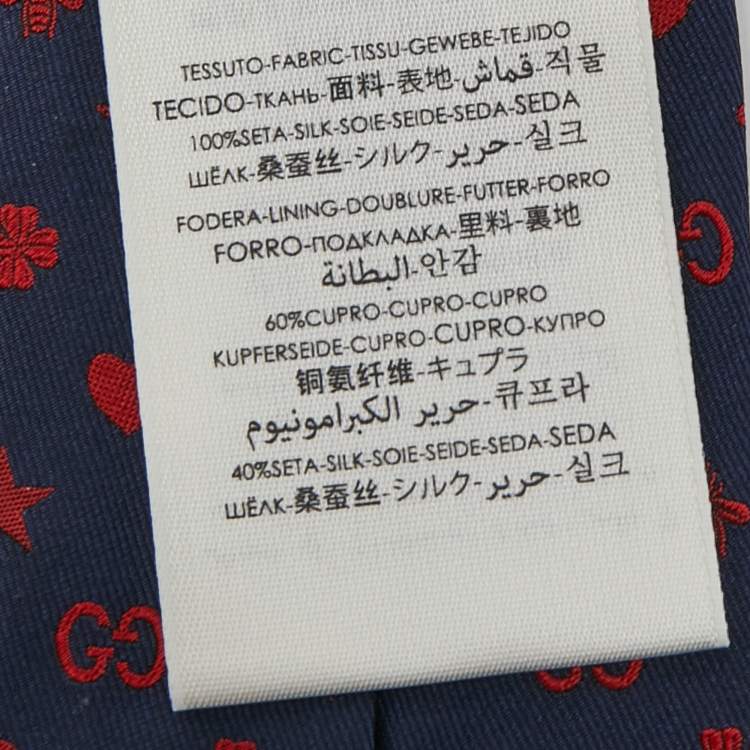 TESSUTO-FABRIC-TISSU-GEWEBE-TEJIDO
TECIDO-ТКАНЬ-面料-表地-قماش-직물
100%SETA-SILK-SOIE-SEIDE-SEDA-SEDA
ШЁЛК-桑蚕丝-シルク-حرير-실크
FODERA-LINING-DOUBLURE-FUTTER-FORRO
FORRO-ПОДКЛАДКА-里料-裏地
البطانة-안감
60%CUPRO-CUPRO-CUPRO
KUPFERSEIDE-CUPRO-CUPRO-КУПРО
铜氨纤维-キュプラ
حرير الكبرامونيوم-큐프라
40%SETA-SILK-SOIE-SEIDE-SEDA-SEDA
ШЁЛК-桑蚕丝-シルク-حرير-실크